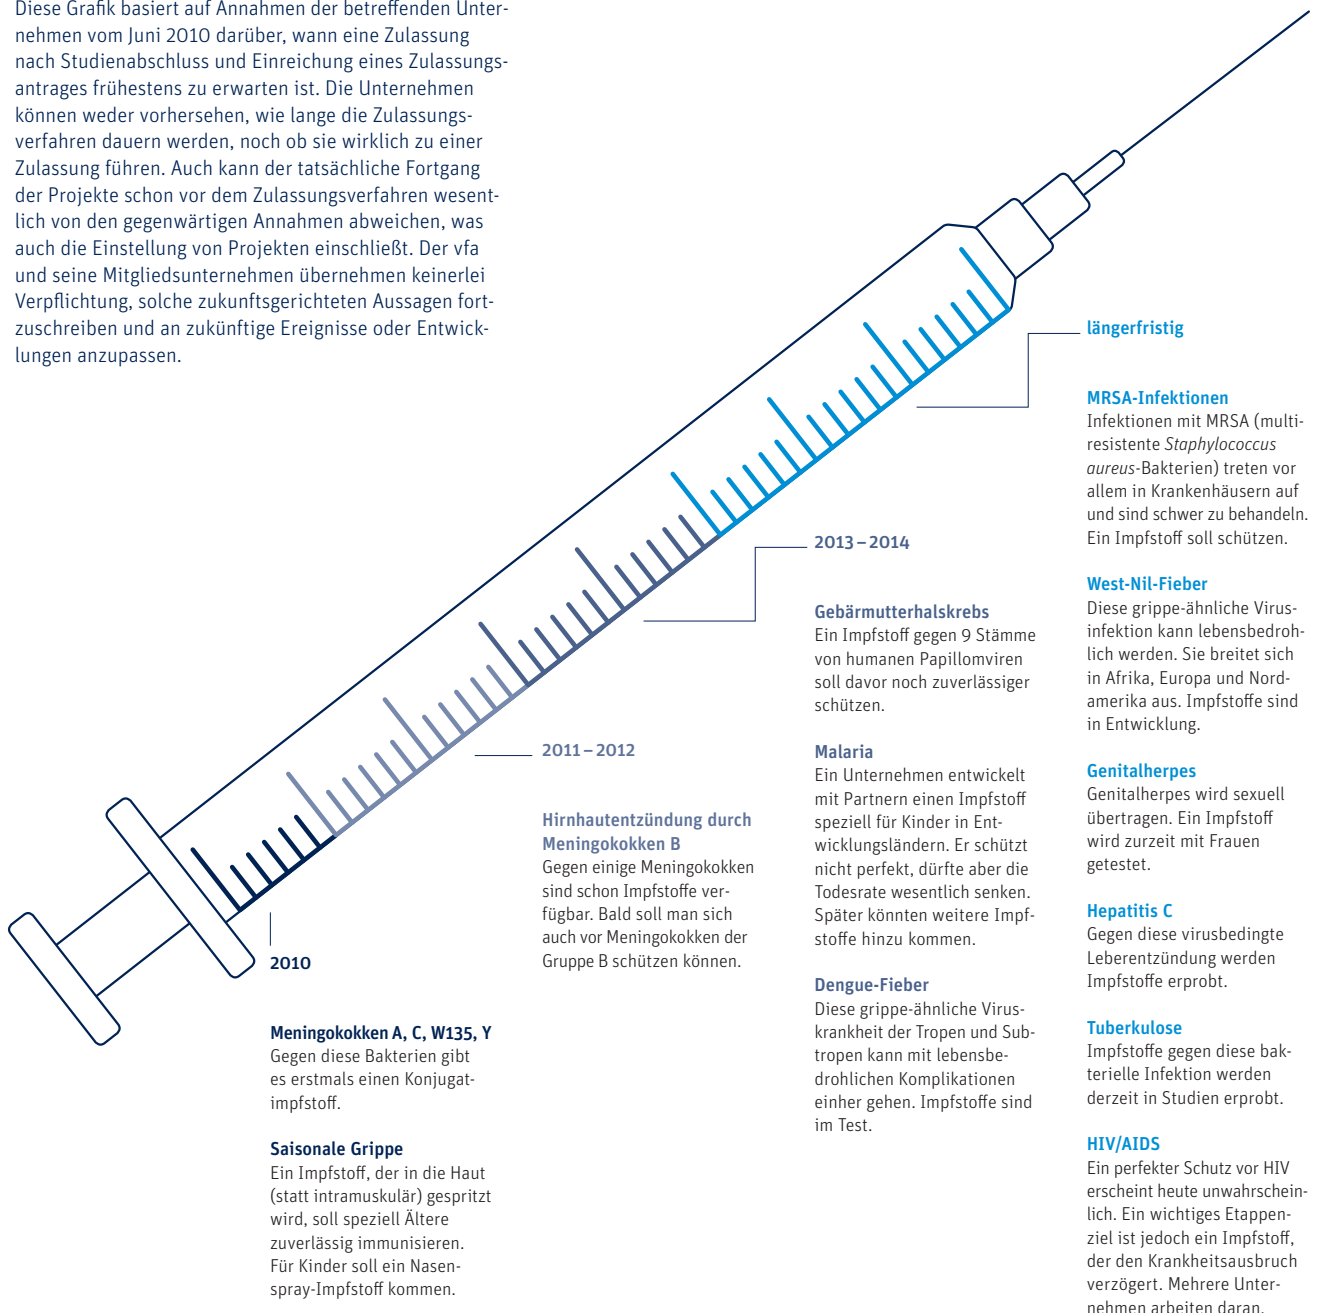 Diese Grafik basiert auf Annahmen der betreffenden Unter-
nehmen vom Juni 2010 darüber, wann eine Zulassung
nach Studienabschluss und Einreichung eines Zulassungs-
antrages frühestens zu erwarten ist. Die Unternehmen
können weder vorhersehen, wie lange die Zulassungs-
verfahren dauern werden, noch ob sie wirklich zu einer
Zulassung führen. Auch kann der tatsächliche Fortgang
der Projekte schon vor dem Zulassungsverfahren wesent-
lich von den gegenwärtigen Annahmen abweichen, was
auch die Einstellung von Projekten einschließt. Der vfa
und seine Mitgliedsunternehmen übernehmen keinerlei
Verpflichtung, solche zukunftsgerichteten Aussagen fort-
zuschreiben und an zukünftige Ereignisse oder Entwick-
lungen anzupassen.
2010
Meningokokken A, C, W135, Y
Gegen diese Bakterien gibt
es erstmals einen Konjugat-
impfstoff.
Saisonale Grippe
Ein Impfstoff, der in die Haut
(statt intramuskulär) gespritzt
wird, soll speziell Ältere
zuverlässig immunisieren.
Für Kinder soll ein Nasen-
spray-Impfstoff kommen.
2011–2012
Hirnhautentzündung durch
Meningokokken B
Gegen einige Meningokokken
sind schon Impfstoffe ver-
fügbar. Bald soll man sich
auch vor Meningokokken der
Gruppe B schützen können.
2013–2014
Gebärmutterhalskrebs
Ein Impfstoff gegen 9 Stämme
von humanen Papillomviren
soll davor noch zuverlässiger
schützen.
Malaria
Ein Unternehmen entwickelt
mit Partnern einen Impfstoff
speziell für Kinder in Ent-
wicklungsländern. Er schützt
nicht perfekt, dürfte aber die
Todesrate wesentlich senken.
Später könnten weitere Impf-
stoffe hinzu kommen.
Dengue-Fieber
Diese grippe-ähnliche Virus-
krankheit der Tropen und Sub-
tropen kann mit lebensbe-
drohlichen Komplikationen
einher gehen. Impfstoffe sind
im Test.
längerfristig
MRSA-Infektionen
Infektionen mit MRSA (multi-
resistente Staphylococcus
aureus-Bakterien) treten vor
allem in Krankenhäusern auf
und sind schwer zu behandeln.
Ein Impfstoff soll schützen.
West-Nil-Fieber
Diese grippe-ähnliche Virus-
infektion kann lebensbedroh-
lich werden. Sie breitet sich
in Afrika, Europa und Nord-
amerika aus. Impfstoffe sind
in Entwicklung.
Genitalherpes
Genitalherpes wird sexuell
übertragen. Ein Impfstoff
wird zurzeit mit Frauen
getestet.
Hepatitis C
Gegen diese virusbedingte
Leberentzündung werden
Impfstoffe erprobt.
Tuberkulose
Impfstoffe gegen diese bak-
terielle Infektion werden
derzeit in Studien erprobt.
HIV/AIDS
Ein perfekter Schutz vor HIV
erscheint heute unwahrschein-
lich. Ein wichtiges Etappen-
ziel ist jedoch ein Impfstoff,
der den Krankheitsausbruch
verzögert. Mehrere Unter-
nehmen arbeiten daran.